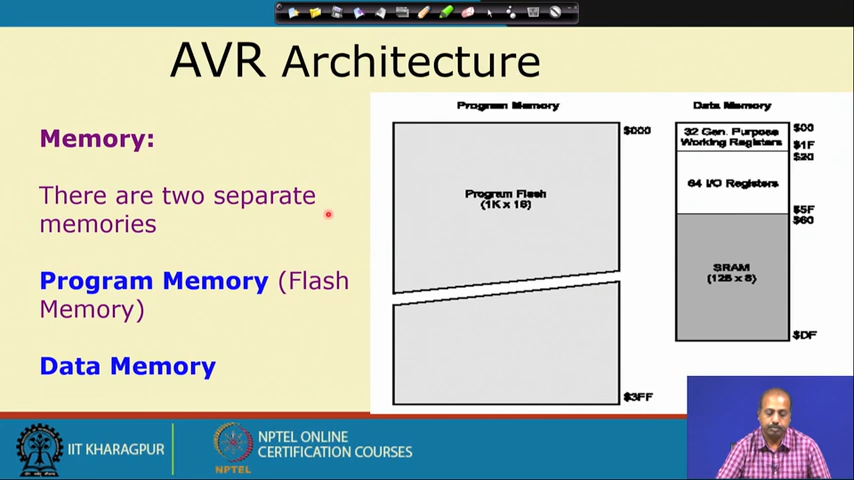 AVR Architecture
Memory:
There are two separate
memories
Program Memory (Flash
Memory)
Data Memory
Program Memory
$000
Program Flash
(1K x 16)
$3FF
Data Memory
32 Gen. Purpose
Working Registers
$00
$1F
$20
64 I/O Registers
$5F
$60
SRAM
(128 x 8)
$DF
IIT KHARAGPUR
NPTEL
NPTEL ONLINE
CERTIFICATION COURSES